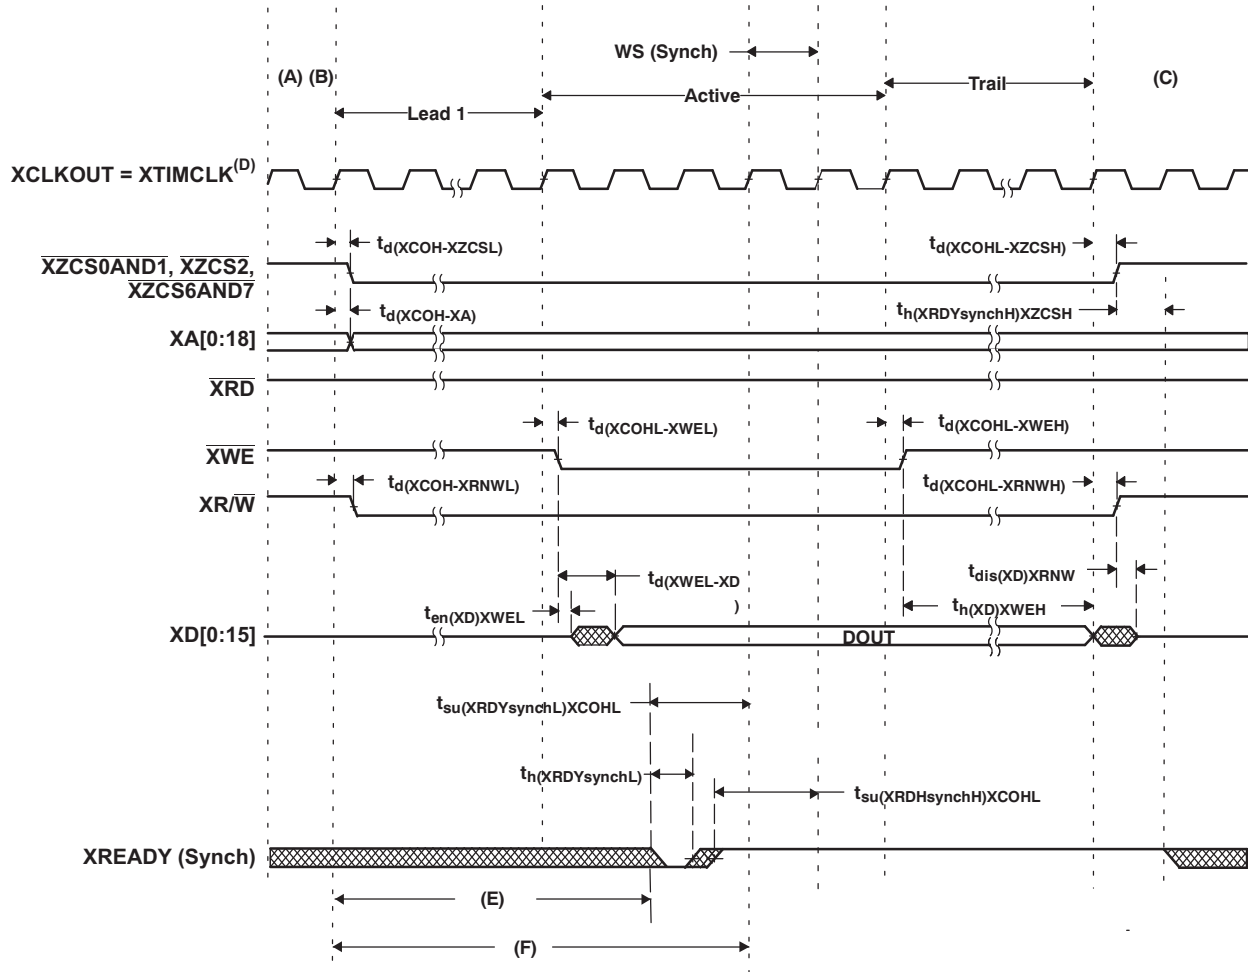 WS (Synch)
(A) (B)
(C)
Trail
Active
Lead 1
XCLKOUT = XTIMCLK(D)
td(XCOH-XZCSL)
td(XCOHL-XZCSH)
XZCS0AND1, XZCS2,
XZCS6AND7
td(XCOH-XA)
th(XRDYsynchH)XZCSH
XA[0:18]
XRD
td(XCOHL-XWEL)
td(XCOHL-XWEH)
XWE
td(XCOH-XRNWL)
td(XCOHL-XRNWH)
XR/W
td(XWEL-XD
)
tdis(XD)XRNW
ten(XD)XWEL
th(XD)XWEH
XD[0:15]
DOUT
tsu(XRDYsynchL)XCOHL
th(XRDYsynchL)
tsu(XRDHsynchH)XCOHL
XREADY (Synch)
(E)
(F)